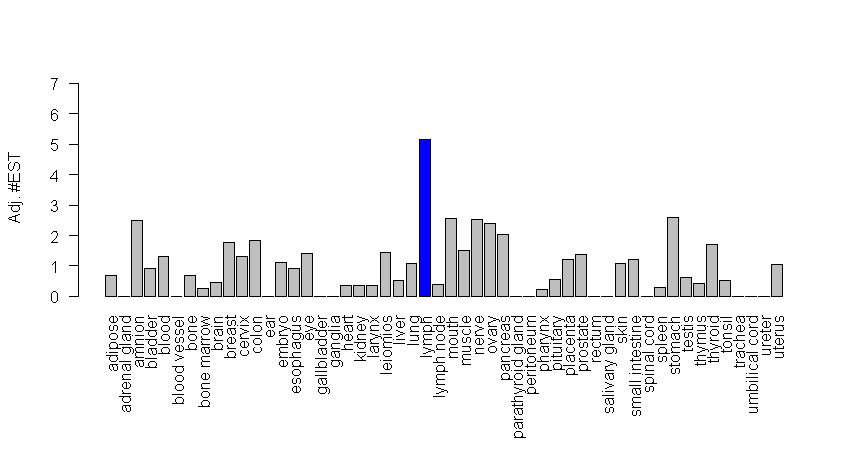 Adj. #EST
7
6
5
4
3
2
1
0
adipose
adrenal gland
amnion
bladder
blood
blood vessel
bone
bone marrow
brain
breast
cervix
colon
ear
embryo
esophagus
eye
gallbladder
ganglia
heart
kidney
larynx
leiomios
liver
lung
lymph
lymph node
mouth
muscle
nerve
ovary
pancreas
parathyroid gland
peritoneum
pharynx
pituitary
placenta
prostate
rectum
salivary gland
skin
small intestine
spinal cord
spleen
stomach
testis
thymus
thyroid
tonsil
trachea
umbilical cord
ureter
uterus